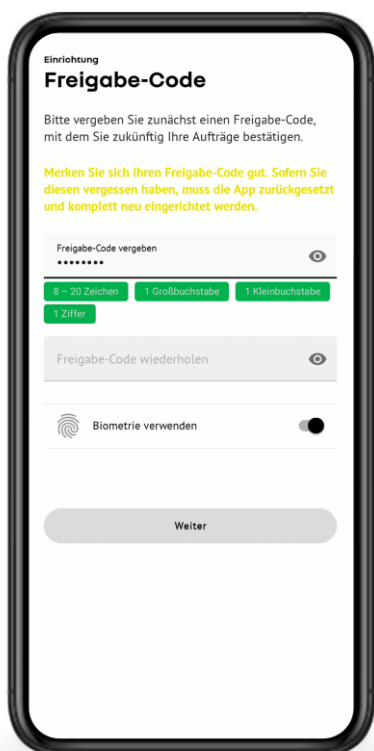 Einrichtung
Freigabe-Code
Bitte vergeben Sie zunächst einen Freigabe-Code,
mit dem Sie zukünftig Ihre Aufträge bestätigen.
Merken Sie sich Ihren Freigabe-Code gut. Sofern Sie
diesen vergessen haben, muss die App zurückgesetzt
und komplett neu eingerichtet werden.
Freigabe-Code vergeben
••••••••
8 – 20 Zeichen 1 Großbuchstabe 1 Kleinbuchstabe
1 Ziffer
Freigabe-Code wiederholen
Biometrie verwenden
Weiter